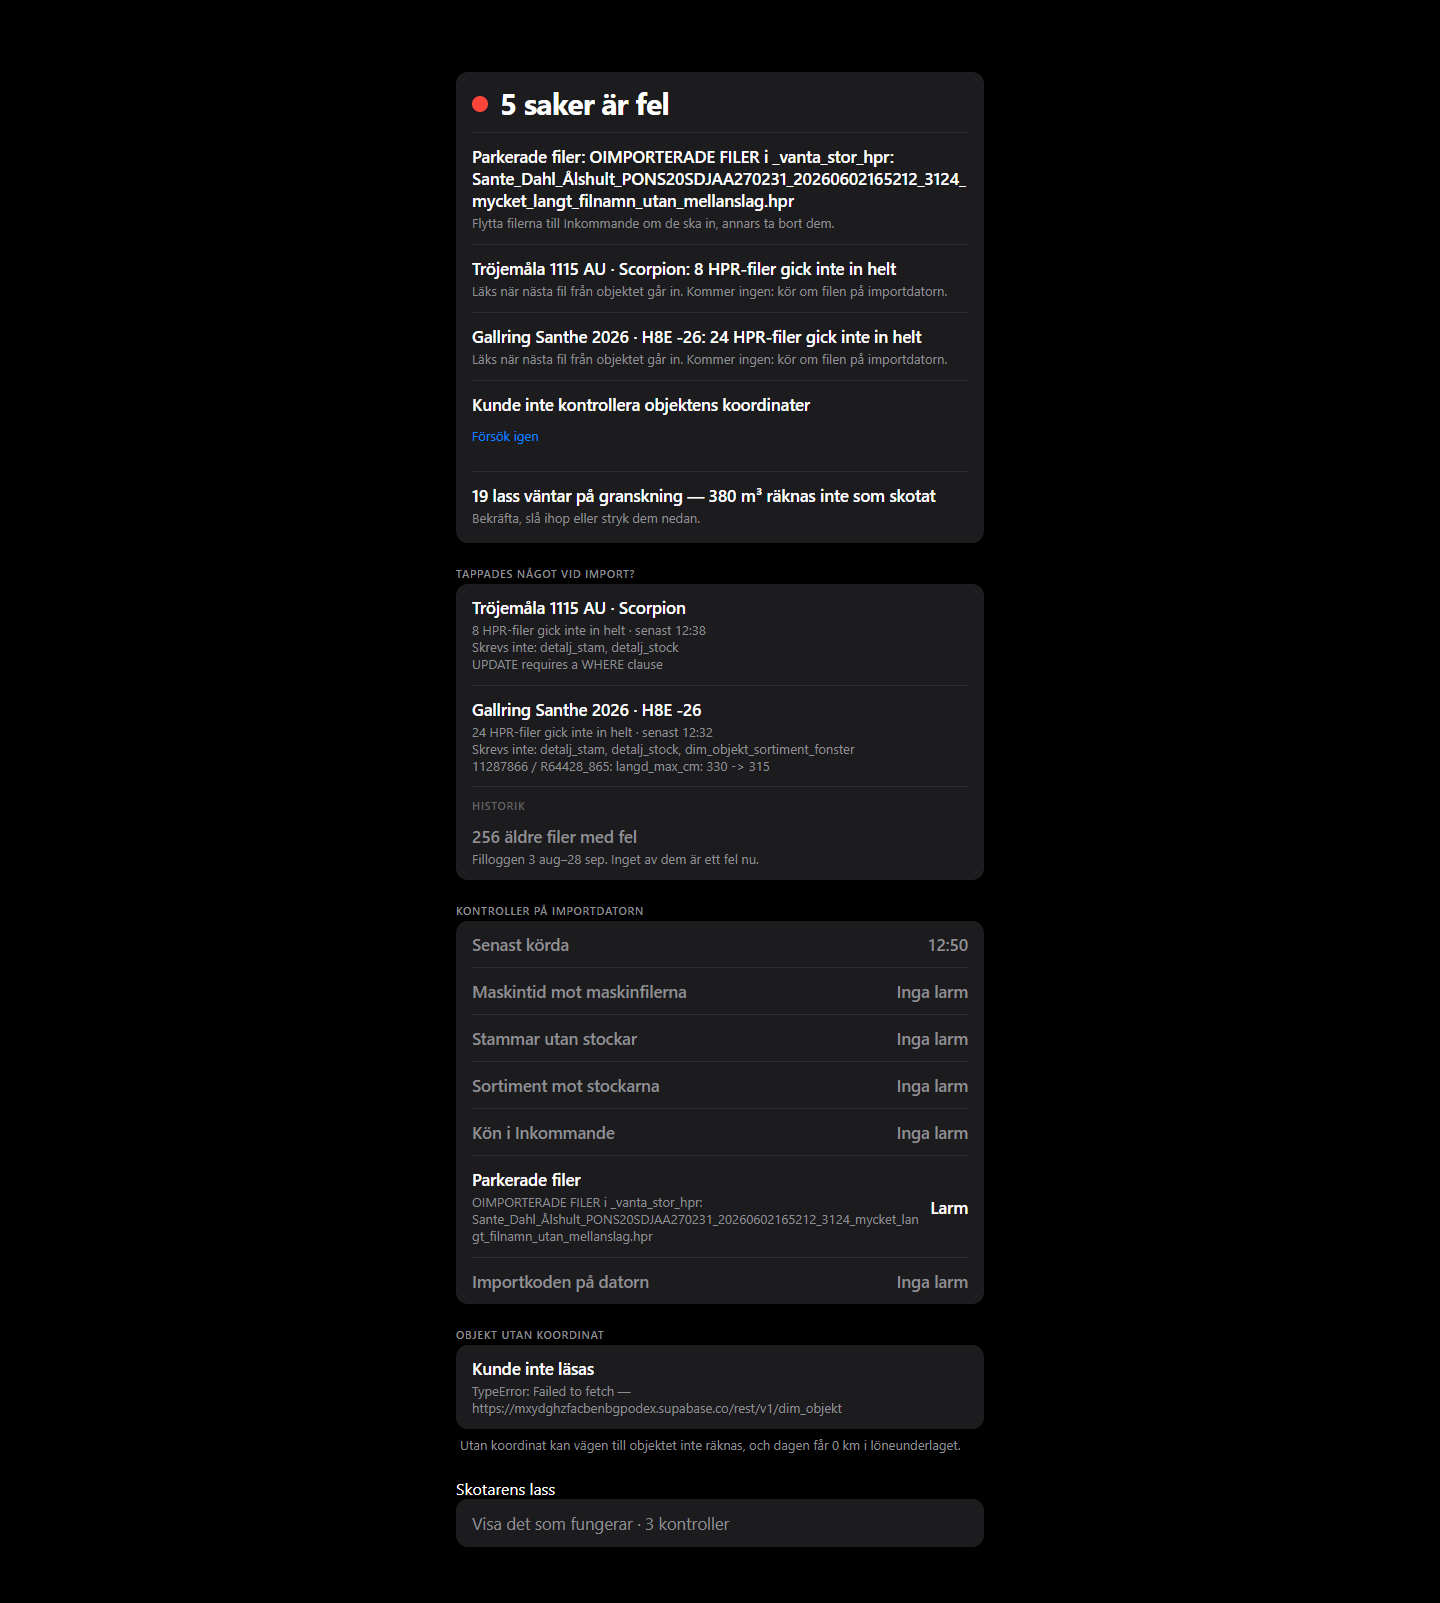 5 saker är fel
Parkerade filer: OIMPORTERADE FILER i _vanta_stor_hpr:
Sante_Dahl_Ålshult_PONS20SDJAA270231_20260602165212_3124_
mycket_langt_filnamn_utan_mellanslag.hpr
Flytta filerna till Inkommande om de ska in, annars ta bort dem.
Tröjemåla 1115 AU · Scorpion: 8 HPR-filer gick inte in helt
Läks när nästa fil från objektet går in. Kommer ingen: kör om filen på importdatorn.
Gallring Santhe 2026 · H8E -26: 24 HPR-filer gick inte in helt
Läks när nästa fil från objektet går in. Kommer ingen: kör om filen på importdatorn.
Kunde inte kontrollera objektens koordinater
Försök igen
19 lass väntar på granskning — 380 m³ räknas inte som skotat
Bekräfta, slå ihop eller stryk dem nedan.
TAPPADES NÅGOT VID IMPORT?
Tröjemåla 1115 AU · Scorpion
8 HPR-filer gick inte in helt · senast 12:38
Skrevs inte: detalj_stam, detalj_stock
UPDATE requires a WHERE clause
Gallring Santhe 2026 · H8E -26
24 HPR-filer gick inte in helt · senast 12:32
Skrevs inte: detalj_stam, detalj_stock, dim_objekt_sortiment_fonster
11287866 / R64428_865: langd_max_cm: 330 -> 315
HISTORIK
256 äldre filer med fel
Filloggen 3 aug–28 sep. Inget av dem är ett fel nu.
KONTROLLER PÅ IMPORTDATORN
Senast körda 12:50
Maskintid mot maskinfilerna Inga larm
Stammar utan stockar Inga larm
Sortiment mot stockarna Inga larm
Kön i Inkommande Inga larm
Parkerade filer
OIMPORTERADE FILER i _vanta_stor_hpr:
Sante_Dahl_Ålshult_PONS20SDJAA270231_20260602165212_3124_mycket_lan
gt_filnamn_utan_mellanslag.hpr
Larm
Importkoden på datorn Inga larm
OBJEKT UTAN KOORDINAT
Kunde inte läsas
TypeError: Failed to fetch —
https://mxydghzfacbenbgpodex.supabase.co/rest/v1/dim_objekt
Utan koordinat kan vägen till objektet inte räknas, och dagen får 0 km i löneunderlaget.
Skotarens lass
Visa det som fungerar · 3 kontroller